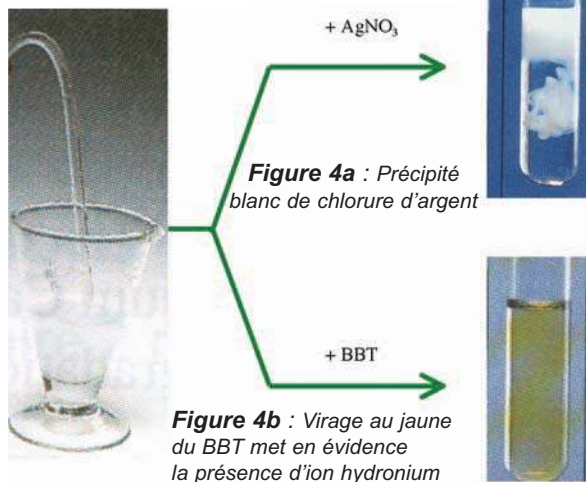 + AgNO₃
Figure 4a : Précipité
blanc de chlorure d'argent
+ BBT
Figure 4b : Virage au jaune
du BBT met en évidence
la présence d'ion hydronium